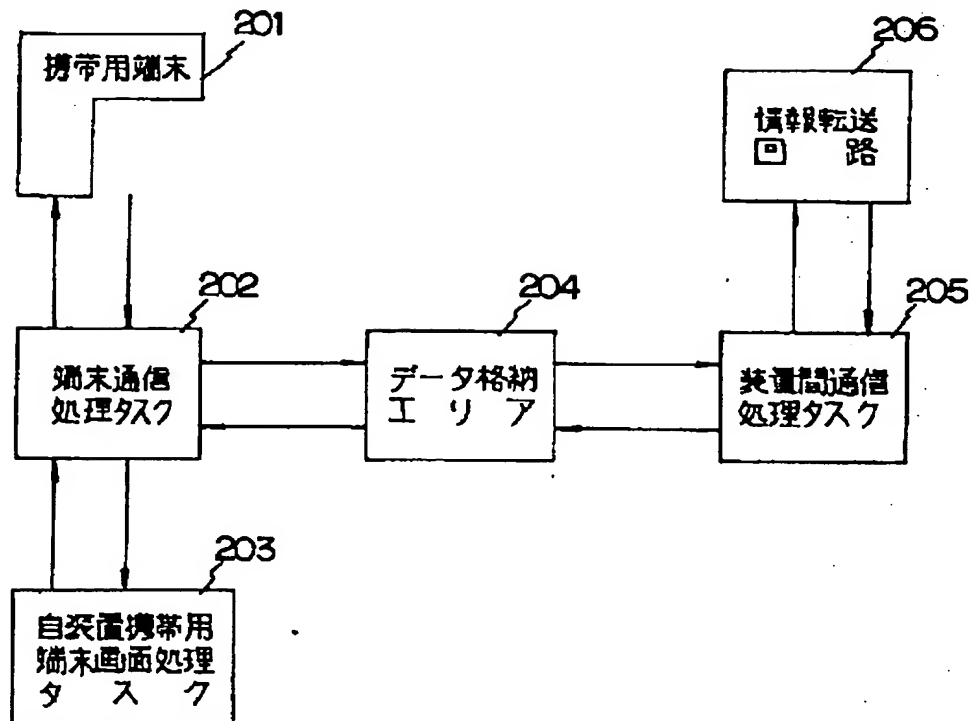 201
携帯用端末
206
情報転送
回路
202
端末通信
処理タスク
204
データ格納
エリア
205
装置間通信
処理タスク
203
自装置携帯用
端末画面処理
タスク